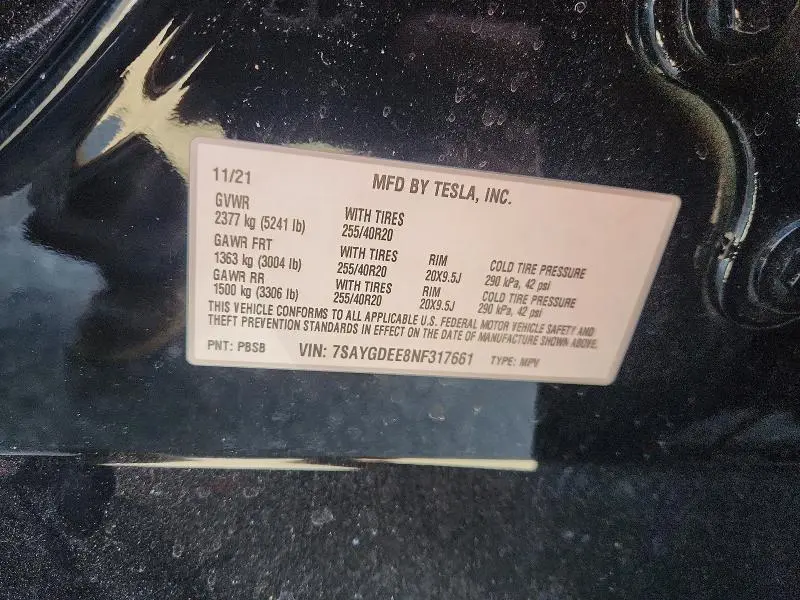 11/21 MFD BY TESLA, INC.
GVWR
2377 kg (5241 lb) WITH TIRES 255/40R20
GAWR FRT
1363 kg (3004 lb) WITH TIRES 255/40R20 RIM 20X9.5J COLD TIRE PRESSURE 290 kPa, 42 psi
GAWR RR
1500 kg (3306 lb) WITH TIRES 255/40R20 RIM 20X9.5J COLD TIRE PRESSURE 290 kPa, 42 psi
THIS VEHICLE CONFORMS TO ALL APPLICABLE U.S. FEDERAL MOTOR VEHICLE SAFETY AND
THEFT PREVENTION STANDARDS IN EFFECT ON THE DATE OF MANUFACTURE SHOWN ABOVE.
PNT: PBSB VIN: 7SAYGDEE8NF317661 TYPE: MPV